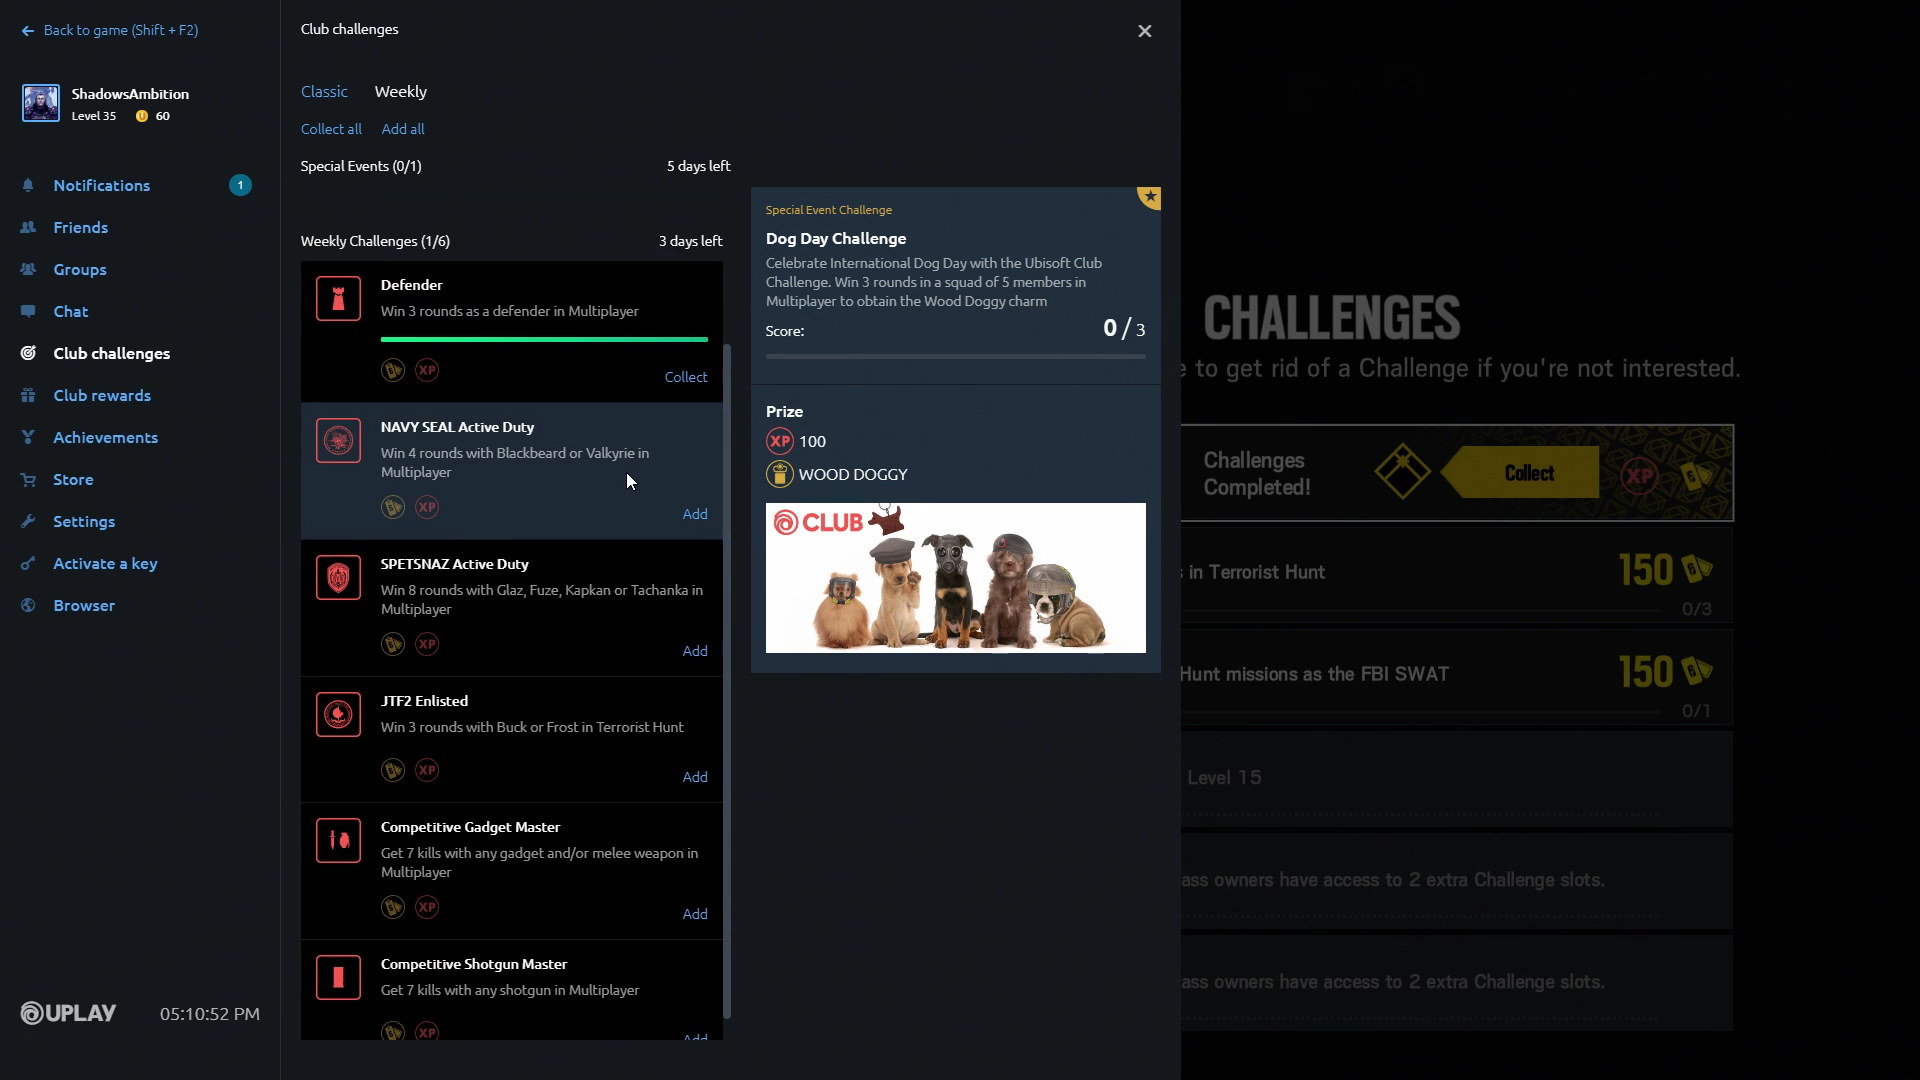 Back to game (Shift + F2)
ShadowsAmbition
Level 35 60
Notifications 1
Friends
Groups
Chat
Club challenges
Club rewards
Achievements
Store
Settings
Activate a key
Browser
UPLAY 05:10:52 PM
Club challenges
Classic Weekly
Collect all Add all
Special Events (0/1) 5 days left
Weekly Challenges (1/6) 3 days left
Defender
Win 3 rounds as a defender in Multiplayer
XP
Collect
NAVY SEAL Active Duty
Win 4 rounds with Blackbeard or Valkyrie in
Multiplayer
XP
Add
SPETSNAZ Active Duty
Win 8 rounds with Glaz, Fuze, Kapkan or Tachanka in
Multiplayer
XP
Add
JTF2 Enlisted
Win 3 rounds with Buck or Frost in Terrorist Hunt
XP
Add
Competitive Gadget Master
Get 7 kills with any gadget and/or melee weapon in
Multiplayer
XP
Add
Competitive Shotgun Master
Get 7 kills with any shotgun in Multiplayer
XP
Add
Special Event Challenge
Dog Day Challenge
Celebrate International Dog Day with the Ubisoft Club
Challenge. Win 3 rounds in a squad of 5 members in
Multiplayer to obtain the Wood Doggy charm
Score: 0 / 3
Prize
XP 100
WOOD DOGGY
CLUB
CHALLENGES
e to get rid of a Challenge if you're not interested.
Challenges
Completed!
Collect
XP
s in Terrorist Hunt
150
0/3
Hunt missions as the FBI SWAT
150
0/1
Level 15
ass owners have access to 2 extra Challenge slots.
ass owners have access to 2 extra Challenge slots.